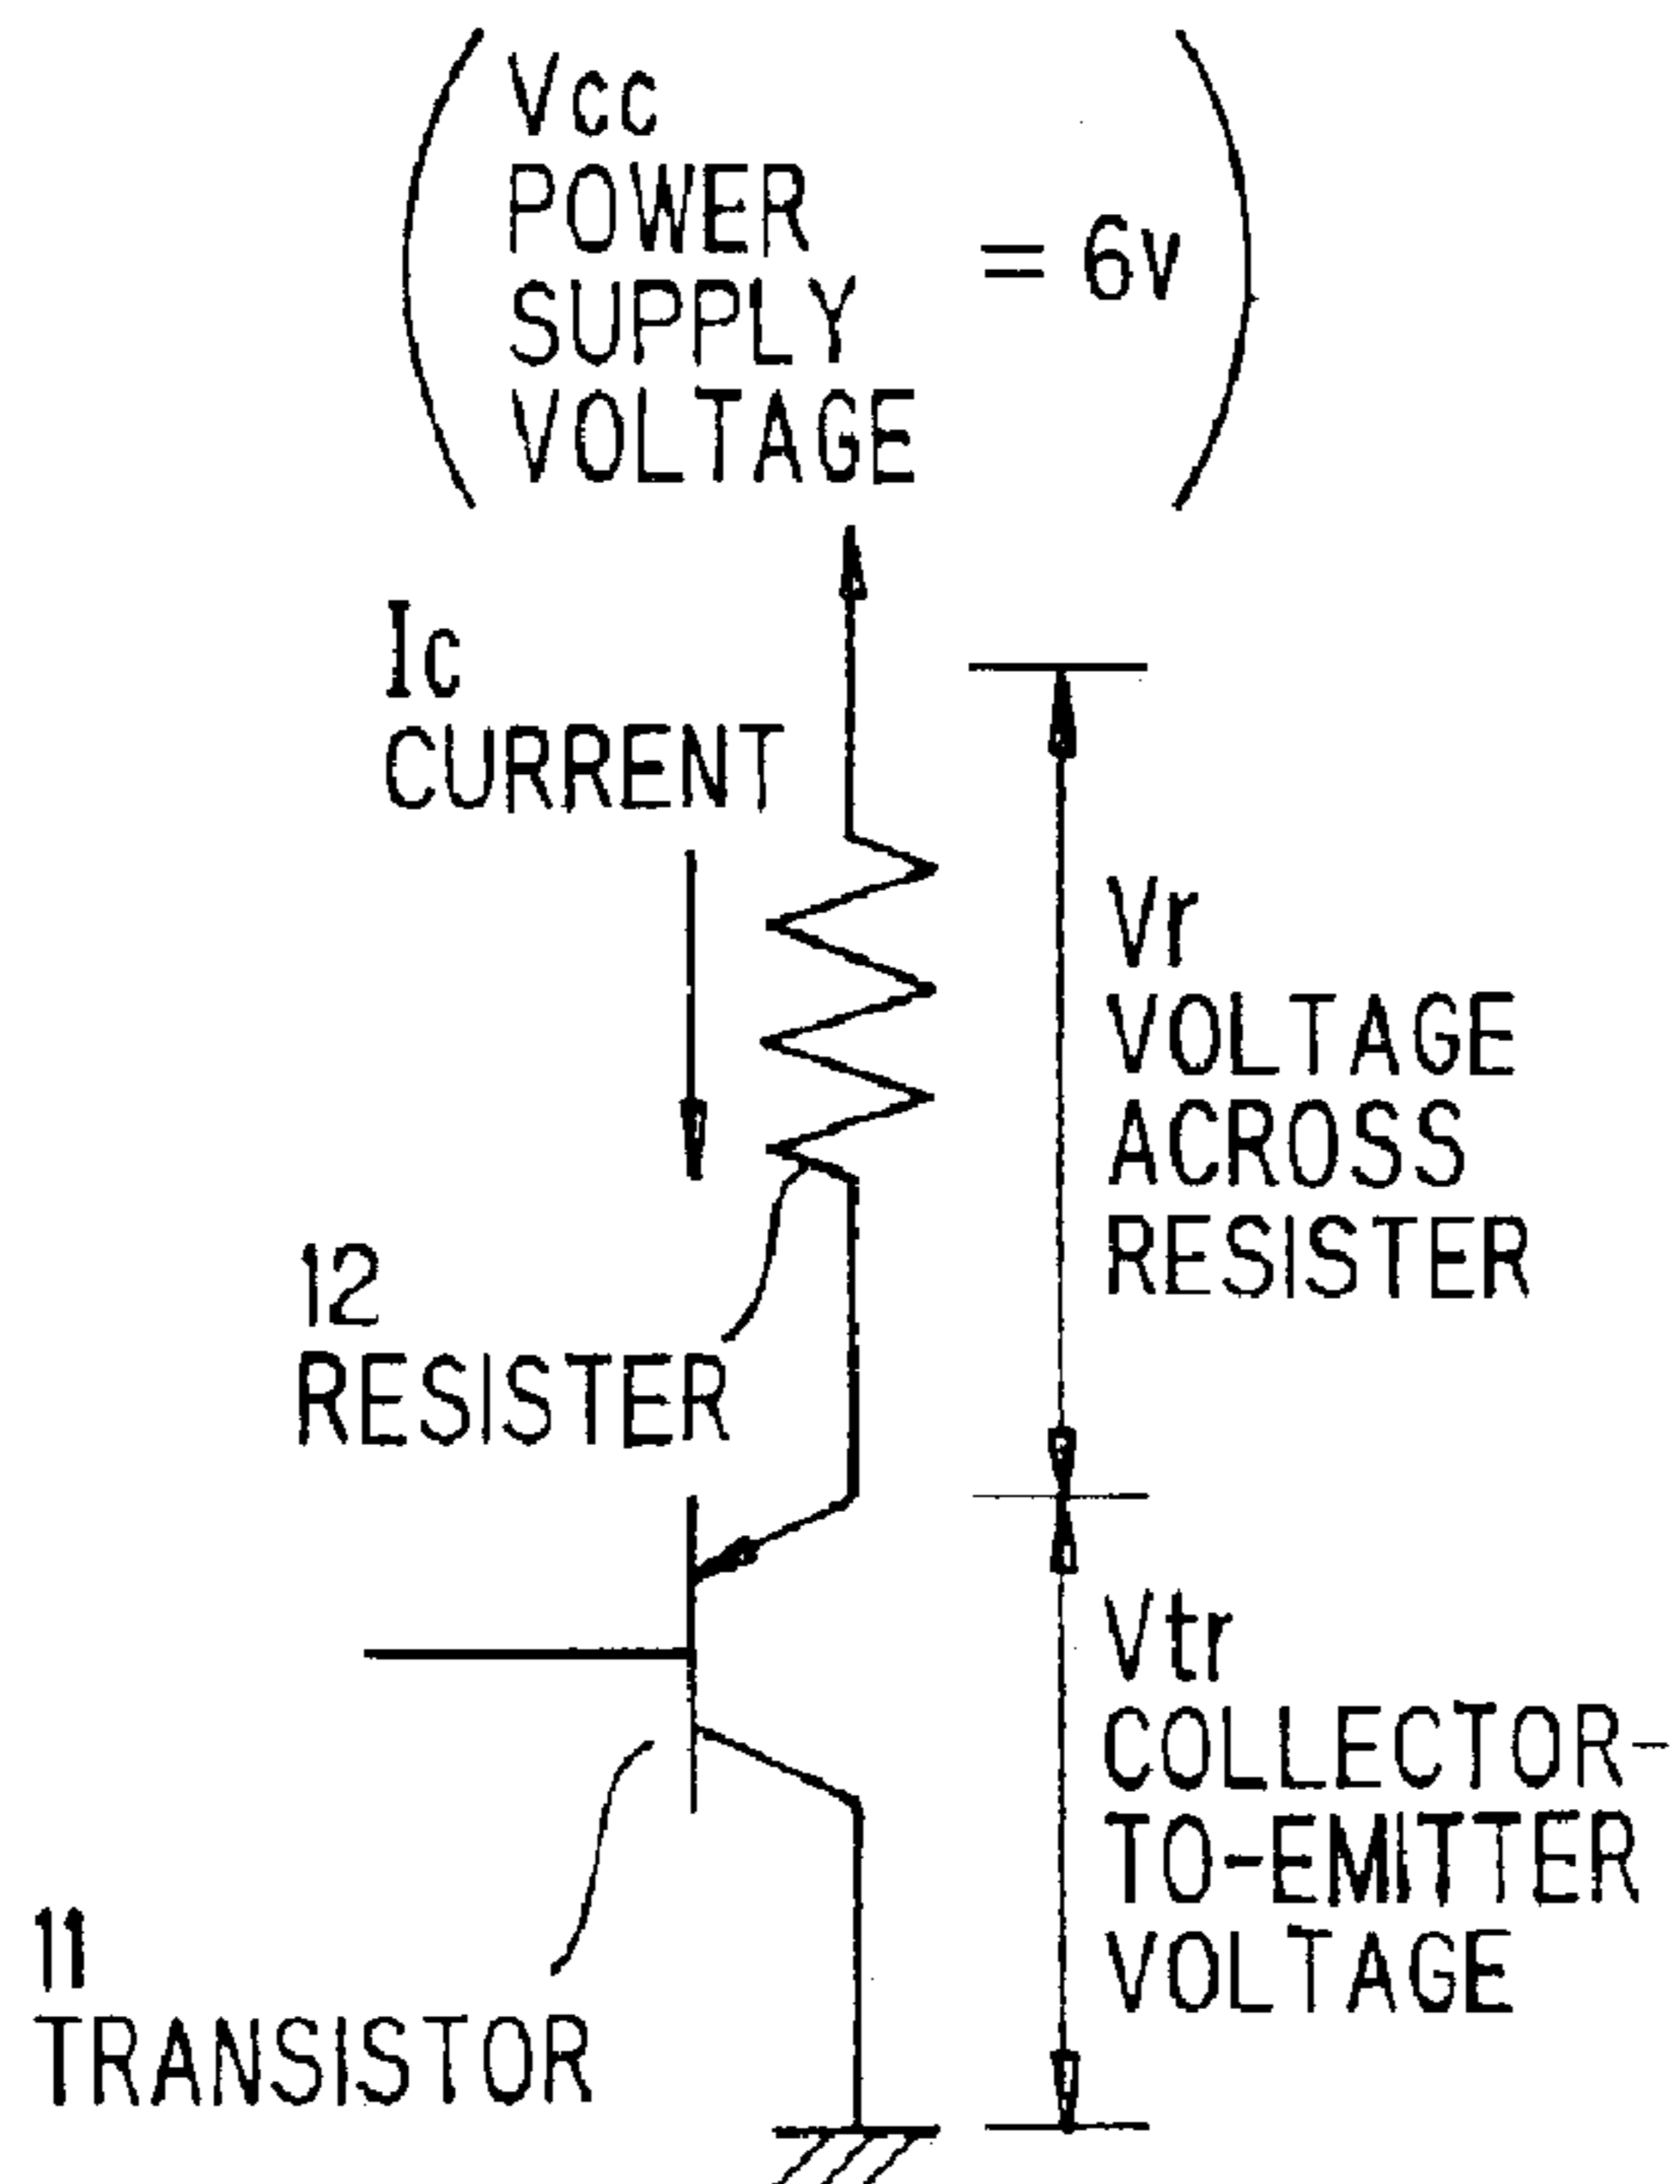 Vcc
POWER
SUPPLY
VOLTAGE
= 6v
Ic
CURRENT
Vr
VOLTAGE
ACROSS
RESISTER
12
RESISTER
Vtr
COLLECTOR-
TO-EMITTER
VOLTAGE
11
TRANSISTOR